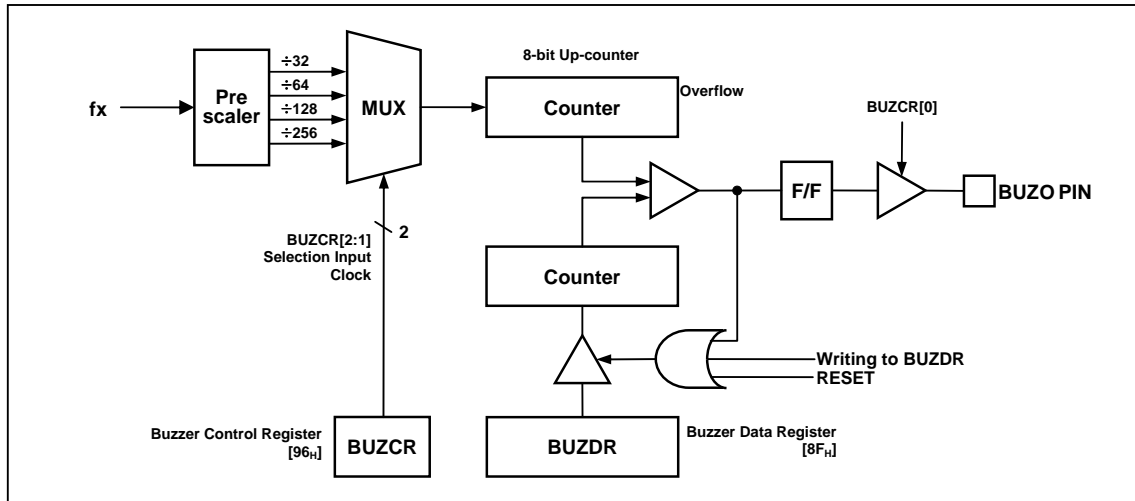 8-bit Up-counter
÷32
÷64
÷128
÷256
fx
Pre
scaler
MUX
Counter
Overflow
BUZCR[0]
F/F
BUZO PIN
2
BUZCR[2:1]
Selection Input
Clock
Counter
Writing to BUZDR
RESET
Buzzer Control Register
[96H]
BUZCR
BUZDR
Buzzer Data Register
[8FH]